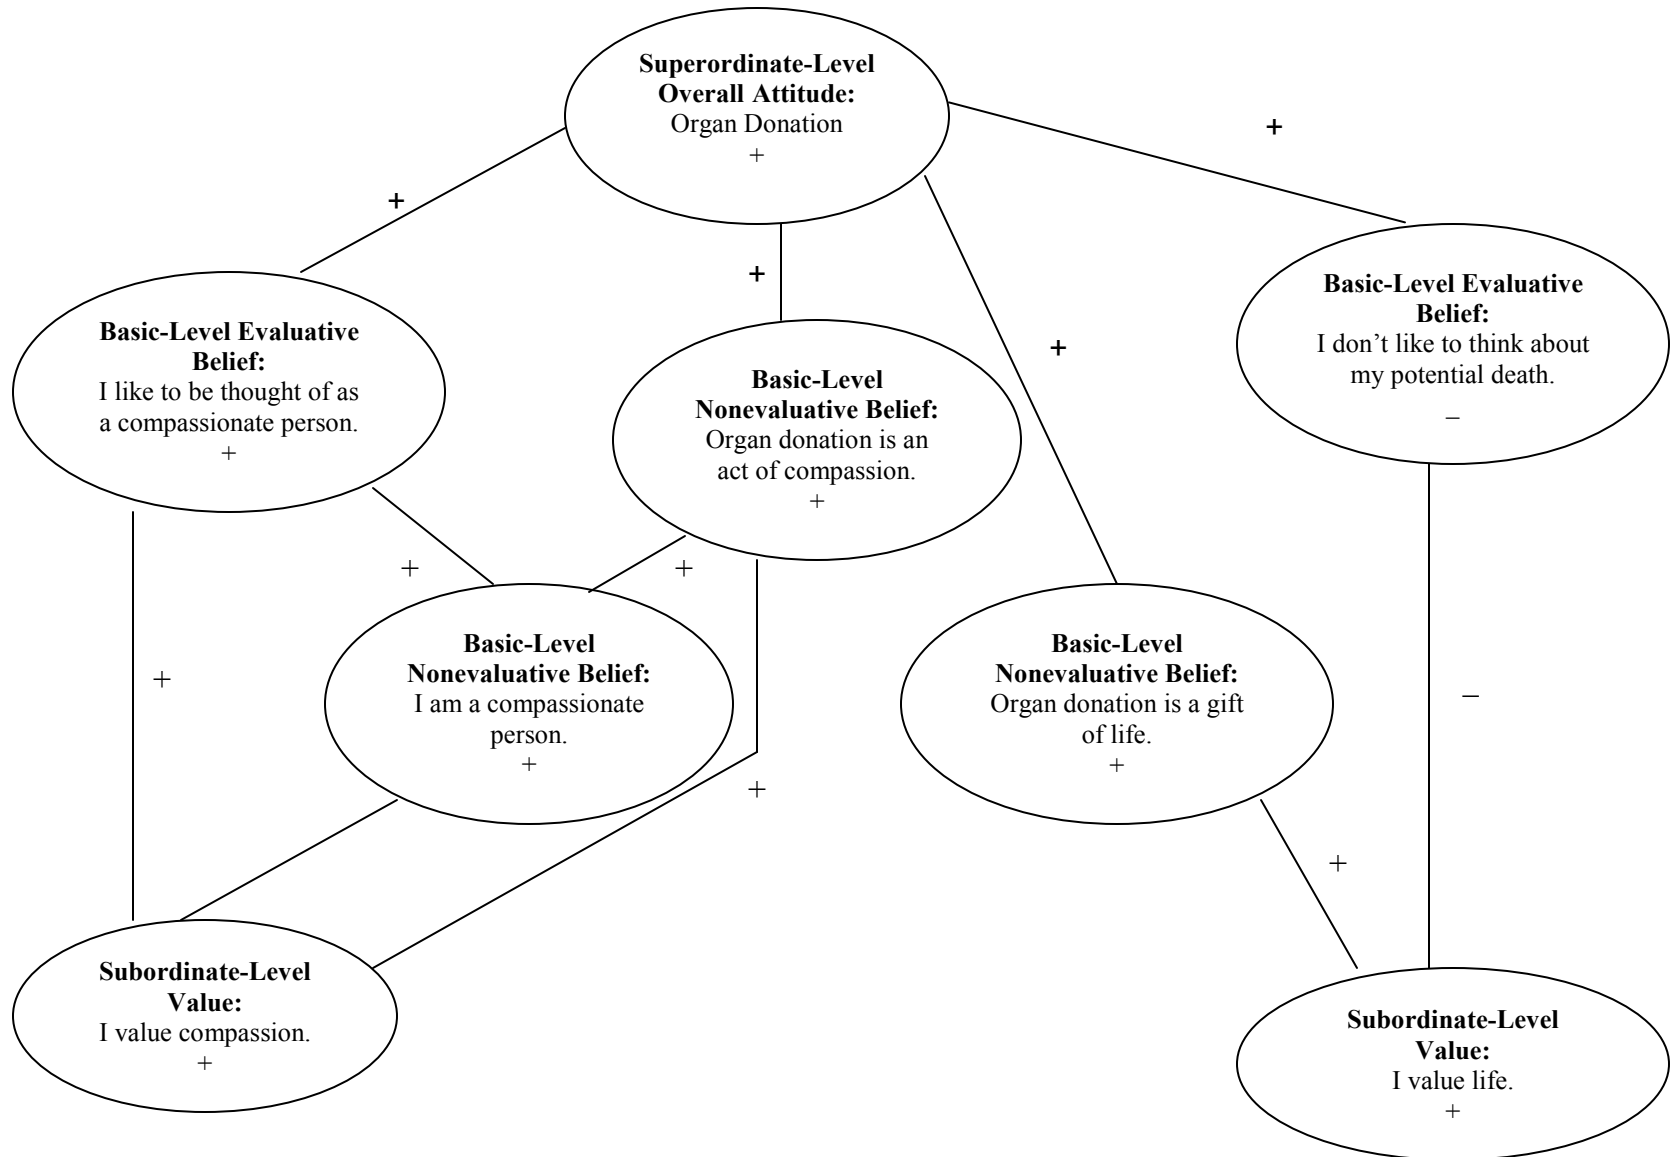 Superordinate-Level
Overall Attitude:
Organ Donation
+
+
+
+
+
Basic-Level Evaluative
Belief:
I like to be thought of as
a compassionate person.
+
Basic-Level
Nonevaluative Belief:
Organ donation is an
act of compassion.
+
Basic-Level Evaluative
Belief:
I don’t like to think about
my potential death.
–
+
+
Basic-Level
Nonevaluative Belief:
I am a compassionate
person.
+
Basic-Level
Nonevaluative Belief:
Organ donation is a gift
of life.
+
+
–
+
+
Subordinate-Level
Value:
I value compassion.
+
Subordinate-Level
Value:
I value life.
+